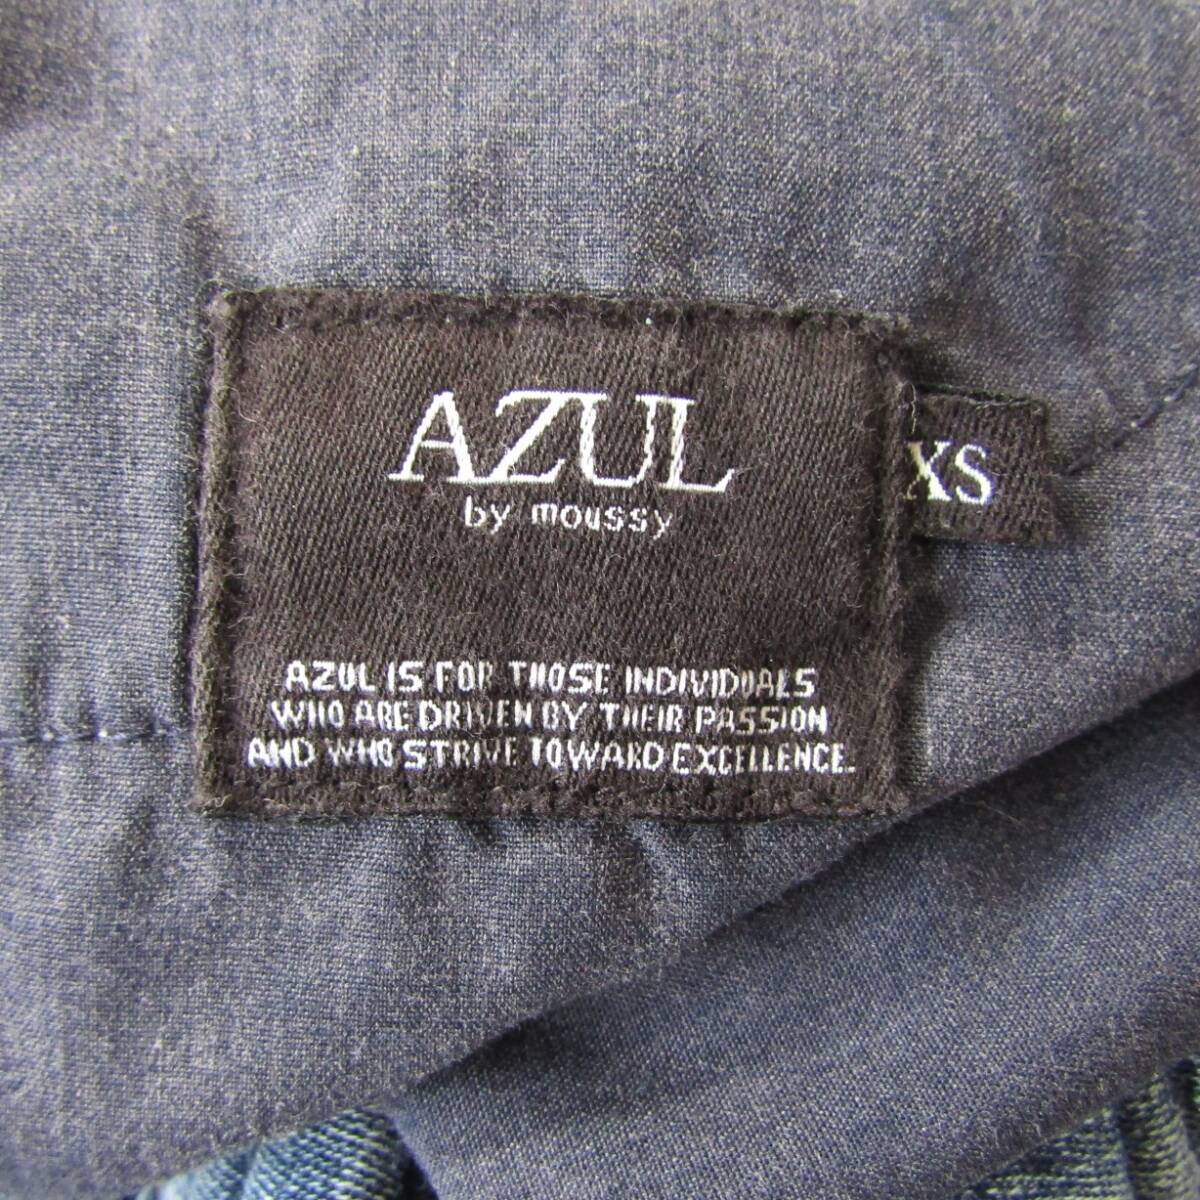 AZUL
by moussy
XS
AZUL IS FOR THOSE INDIVIDUALS
WHO ARE DRIVEN BY THEIR PASSION
AND WHO STRIVE TOWARD EXCELLENCE.